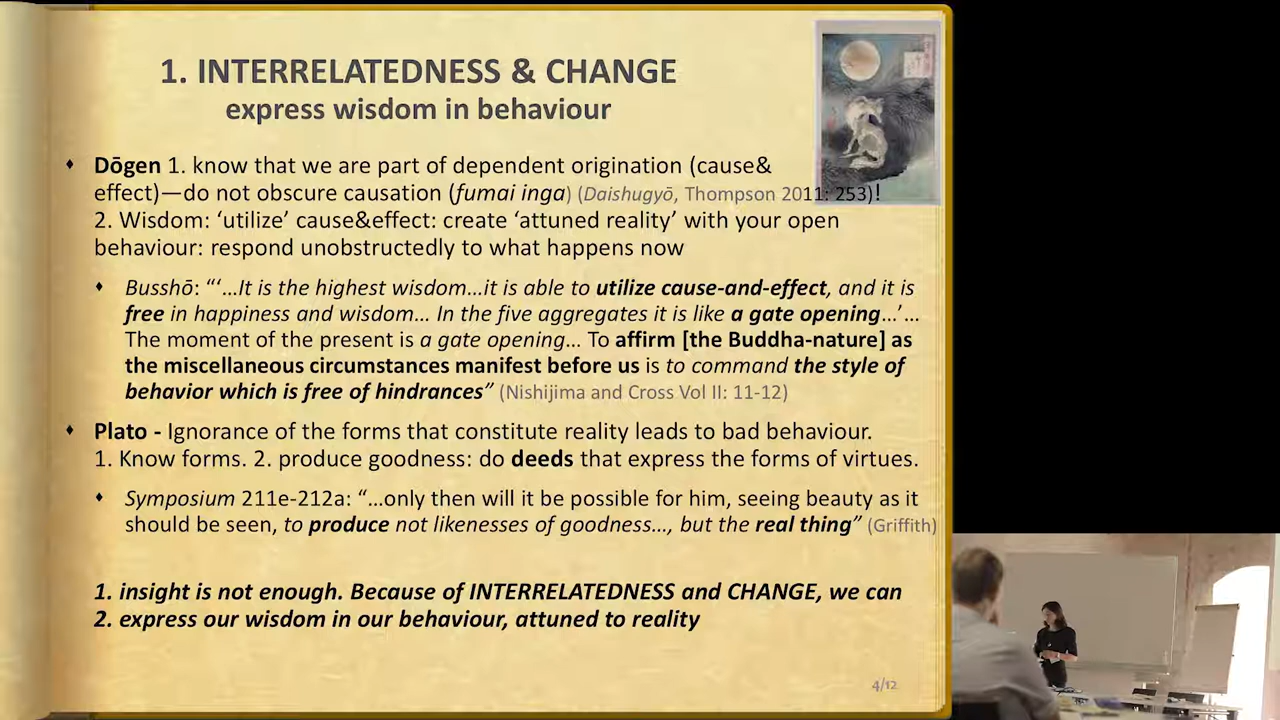 1. INTERRELATEDNESS & CHANGE
express wisdom in behaviour
Dōgen 1. know that we are part of dependent origination (cause&
effect)—do not obscure causation (fumai inga) (Daishugyō, Thompson 2011: 253)!
2. Wisdom: ‘utilize’ cause&effect: create ‘attuned reality’ with your open
behaviour: respond unobstructedly to what happens now
Busshō: “‘…It is the highest wisdom…it is able to utilize cause-and-effect, and it is
free in happiness and wisdom… In the five aggregates it is like a gate opening…’…
The moment of the present is a gate opening… To affirm [the Buddha-nature] as
the miscellaneous circumstances manifest before us is to command the style of
behavior which is free of hindrances” (Nishijima and Cross Vol II: 11-12)
Plato - Ignorance of the forms that constitute reality leads to bad behaviour.
1. Know forms. 2. produce goodness: do deeds that express the forms of virtues.
Symposium 211e-212a: “…only then will it be possible for him, seeing beauty as it
should be seen, to produce not likenesses of goodness…, but the real thing” (Griffith)
1. insight is not enough. Because of INTERRELATEDNESS and CHANGE, we can
2. express our wisdom in our behaviour, attuned to reality
4/12